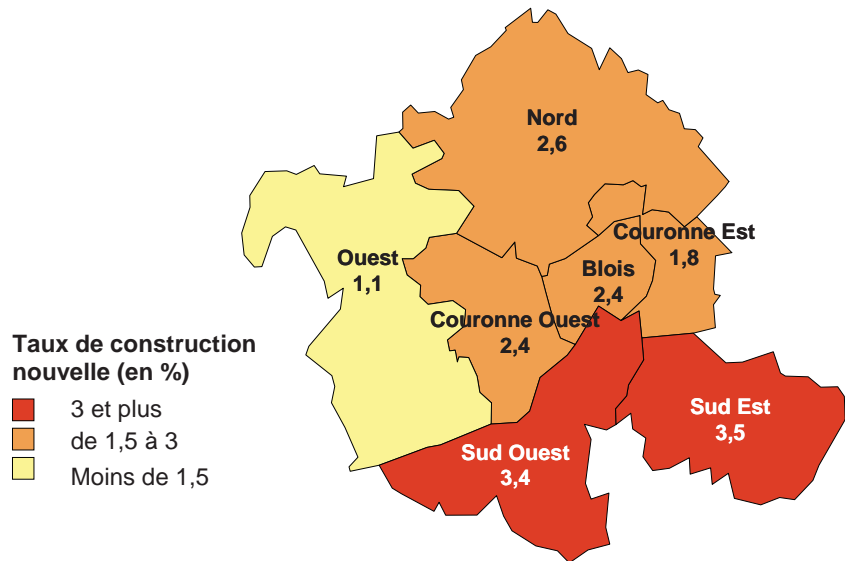 Nord
2,6
Couronne Est
1,8
Ouest
1,1
Blois
2,4
Couronne Ouest
2,4
Taux de construction
nouvelle (en %)
3 et plus
de 1,5 à 3
Moins de 1,5
Sud Est
3,5
Sud Ouest
3,4